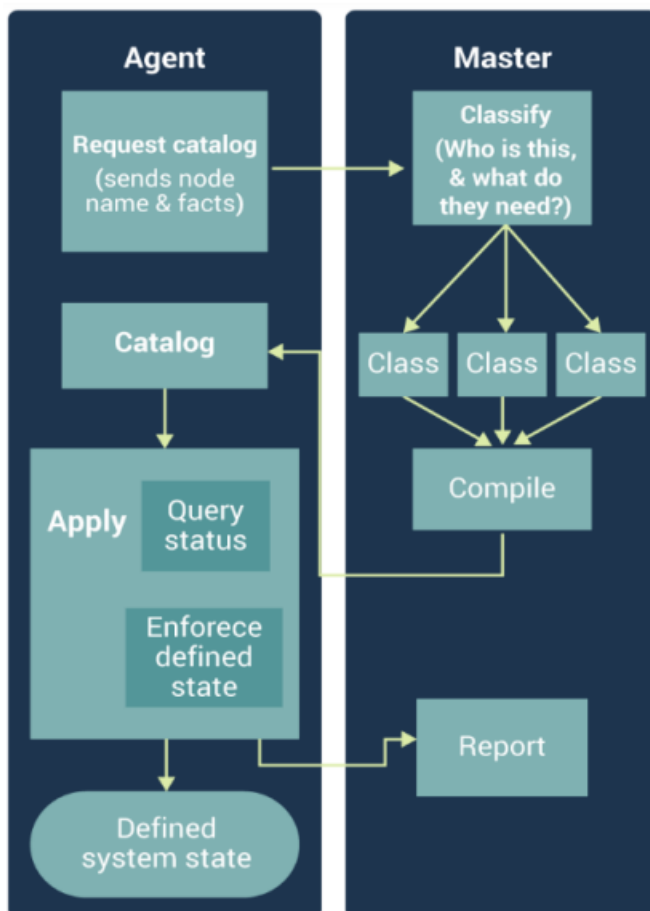 Agent
Request catalog
(sends node
name & facts)
Catalog
Apply
Query
status
Enforece
defined
state
Defined
system state
Master
Classify
(Who is this,
& what do
they need?)
Class
Class
Class
Compile
Report